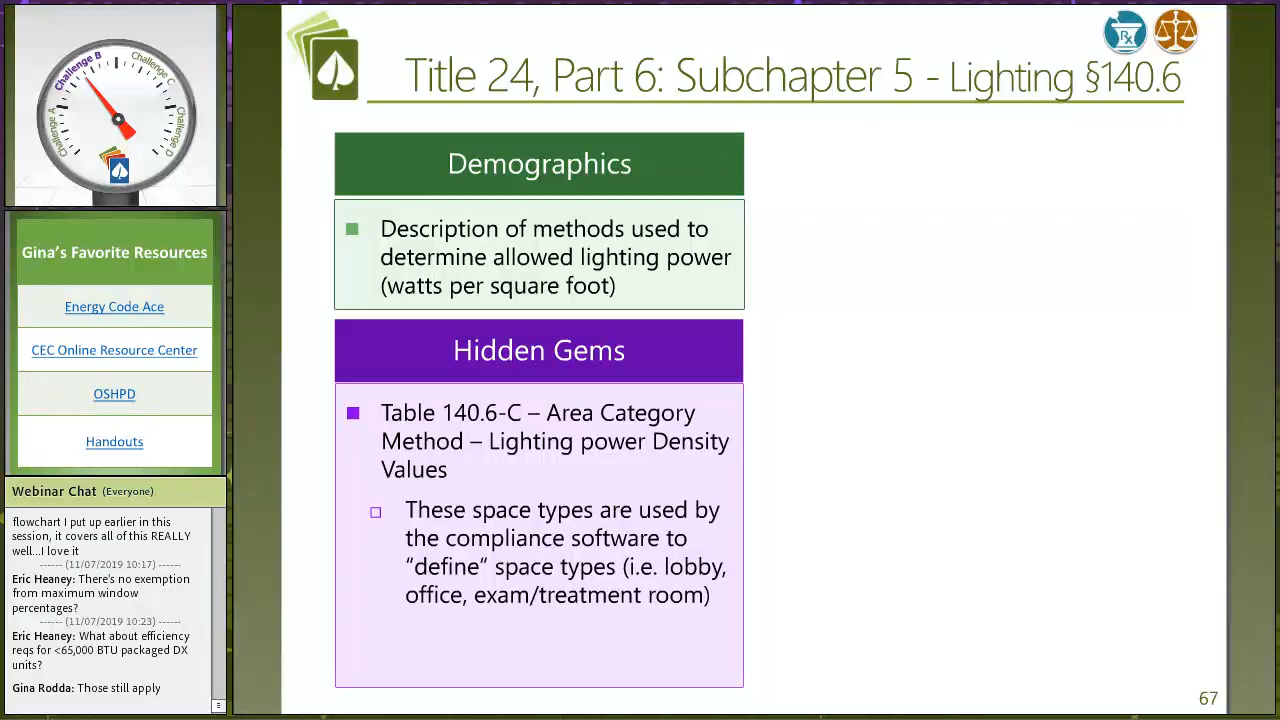 Challenge A
Challenge B
Challenge C
Challenge D
Gina's Favorite Resources
Energy Code Ace
CEC Online Resource Center
OSHPD
Handouts
Webinar Chat (Everyone)
flowchart I put up earlier in this
session, it covers all of this REALLY
well...I love it
------ (11/07/2019 10:17) ------
Eric Heaney: There's no exemption
from maximum window
percentages?
------ (11/07/2019 10:23) ------
Eric Heaney: What about efficiency
reqs for <65,000 BTU packaged DX
units?
Gina Rodda: Those still apply
Rx
Title 24, Part 6: Subchapter 5 - Lighting §140.6
Demographics
Description of methods used to
determine allowed lighting power
(watts per square foot)
Hidden Gems
Table 140.6-C – Area Category
Method – Lighting power Density
Values
These space types are used by
the compliance software to
“define” space types (i.e. lobby,
office, exam/treatment room)
67